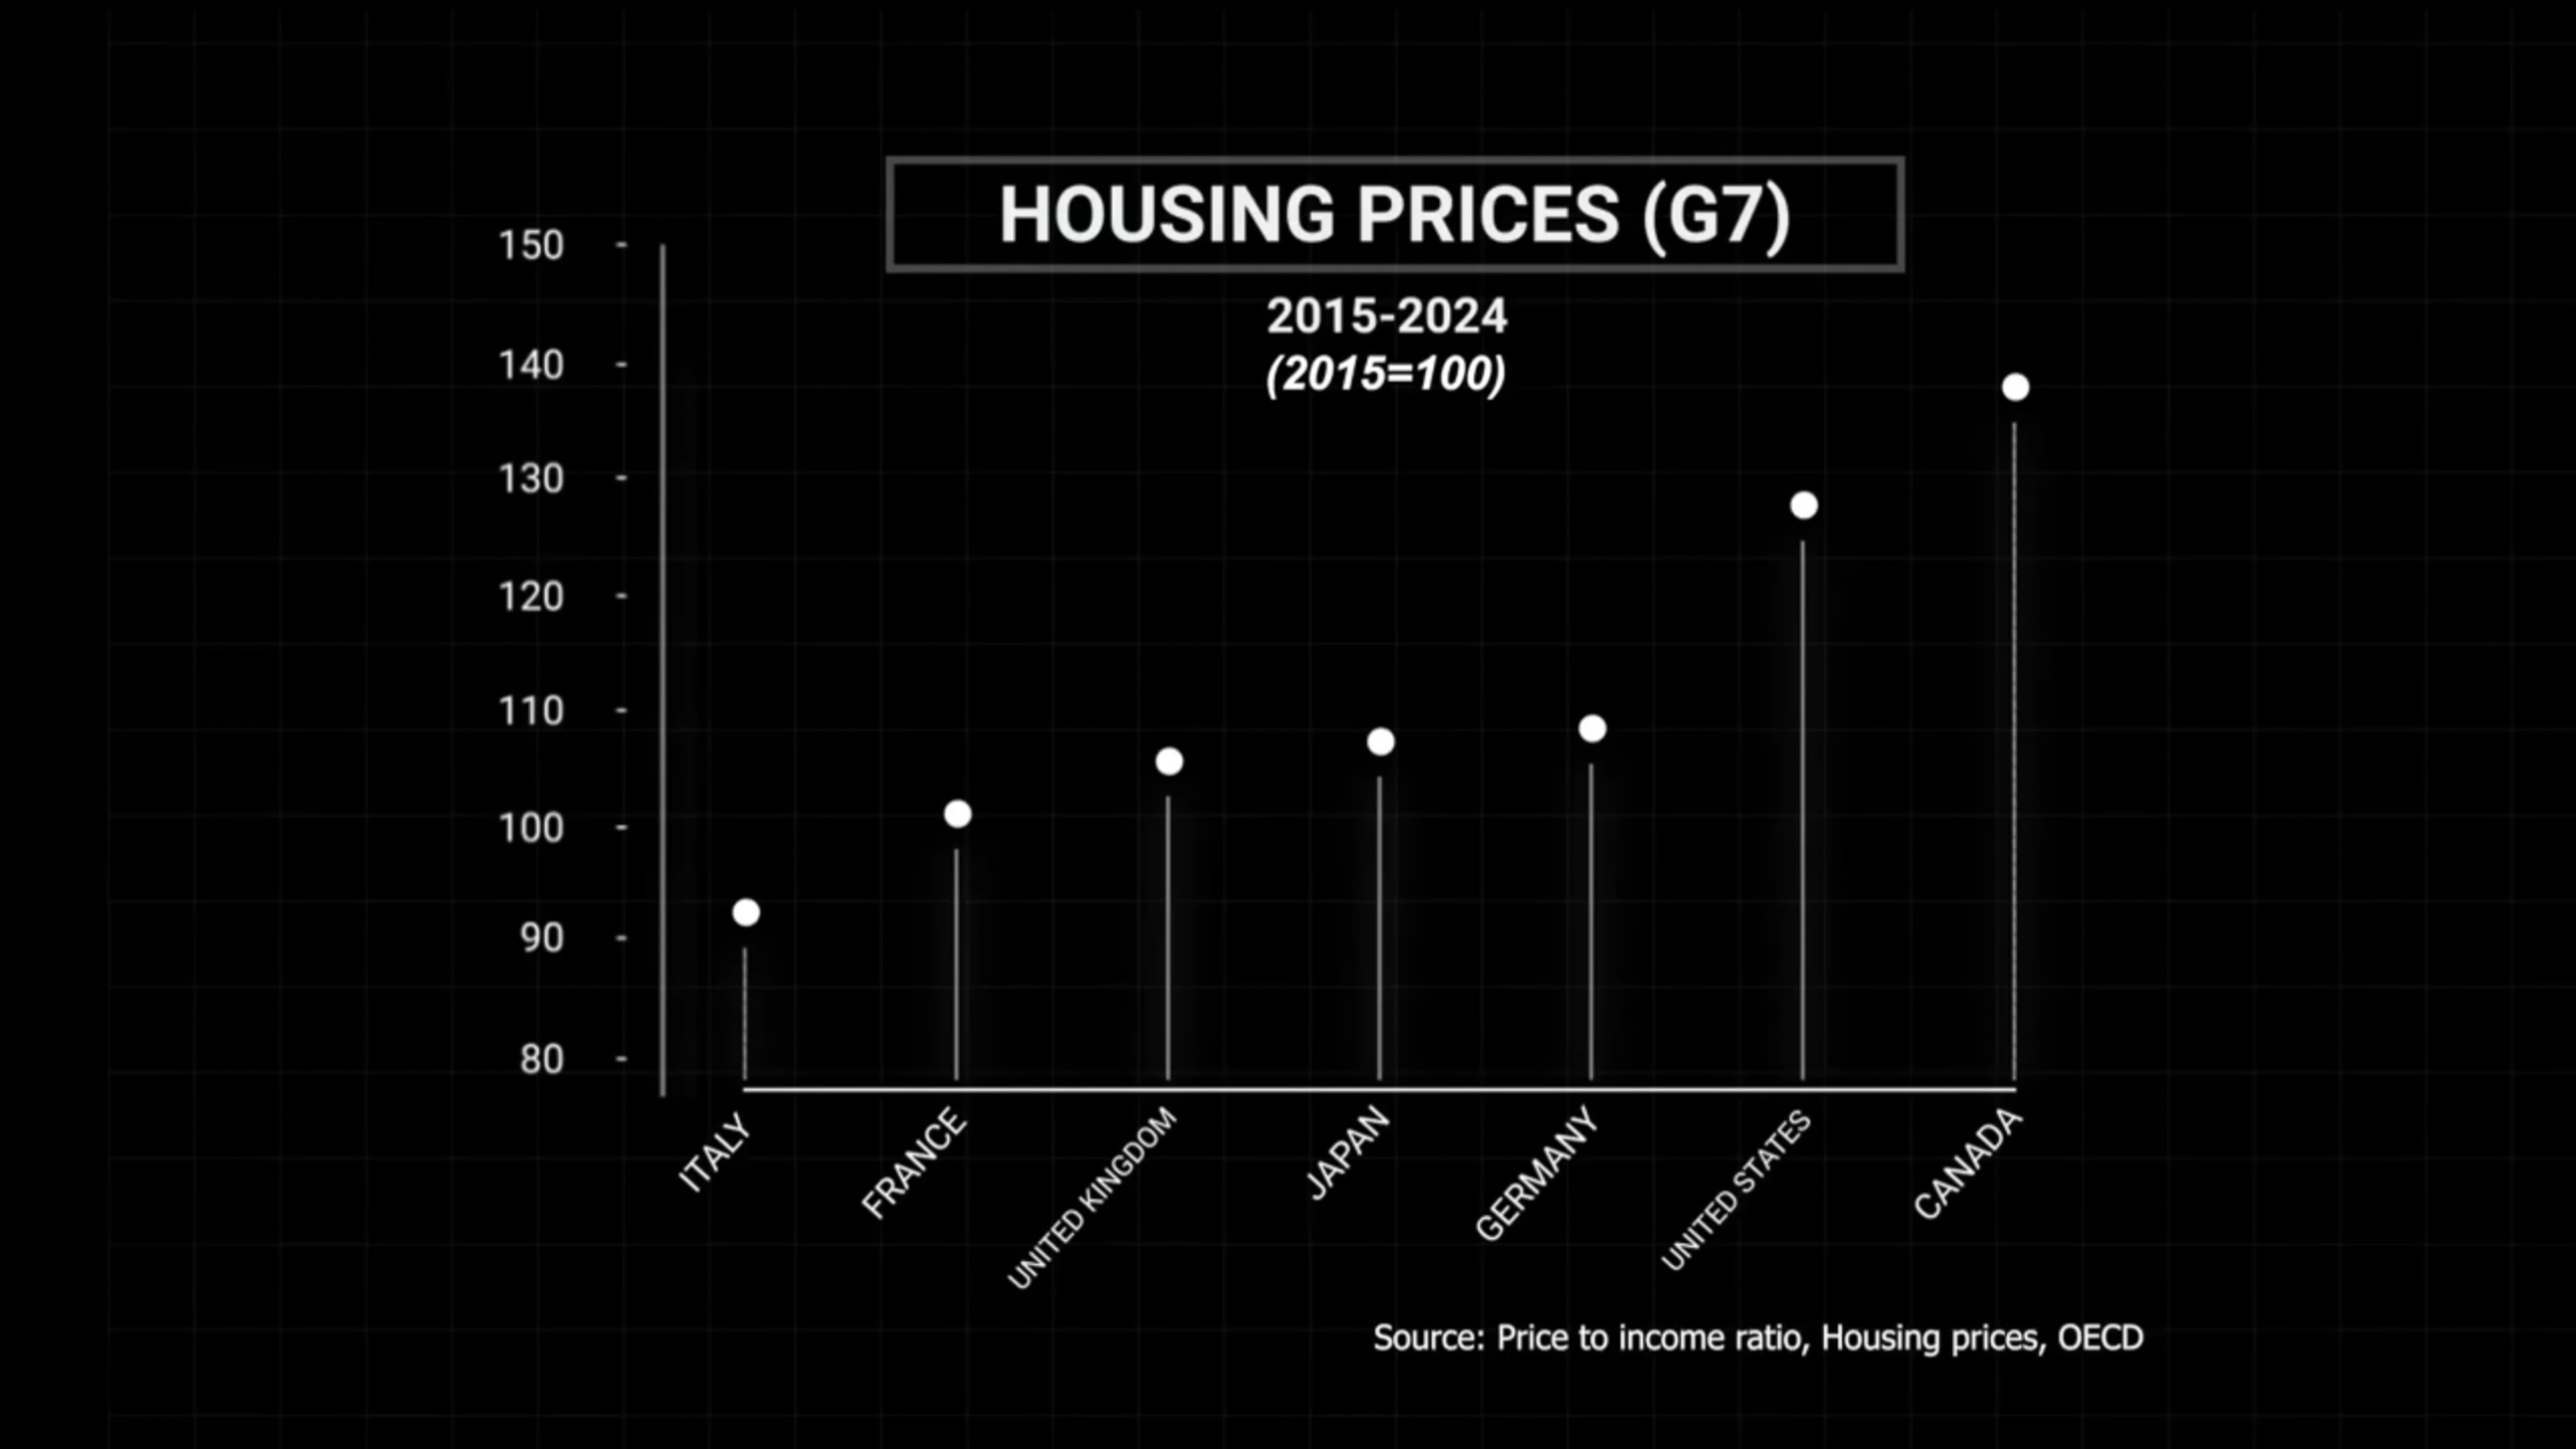 HOUSING PRICES (G7)
2015-2024
(2015=100)
150 -
140 -
130 -
120 -
110 -
100 -
90 -
80 -
ITALY
FRANCE
UNITED KINGDOM
JAPAN
GERMANY
UNITED STATES
CANADA
Source: Price to income ratio, Housing prices, OECD